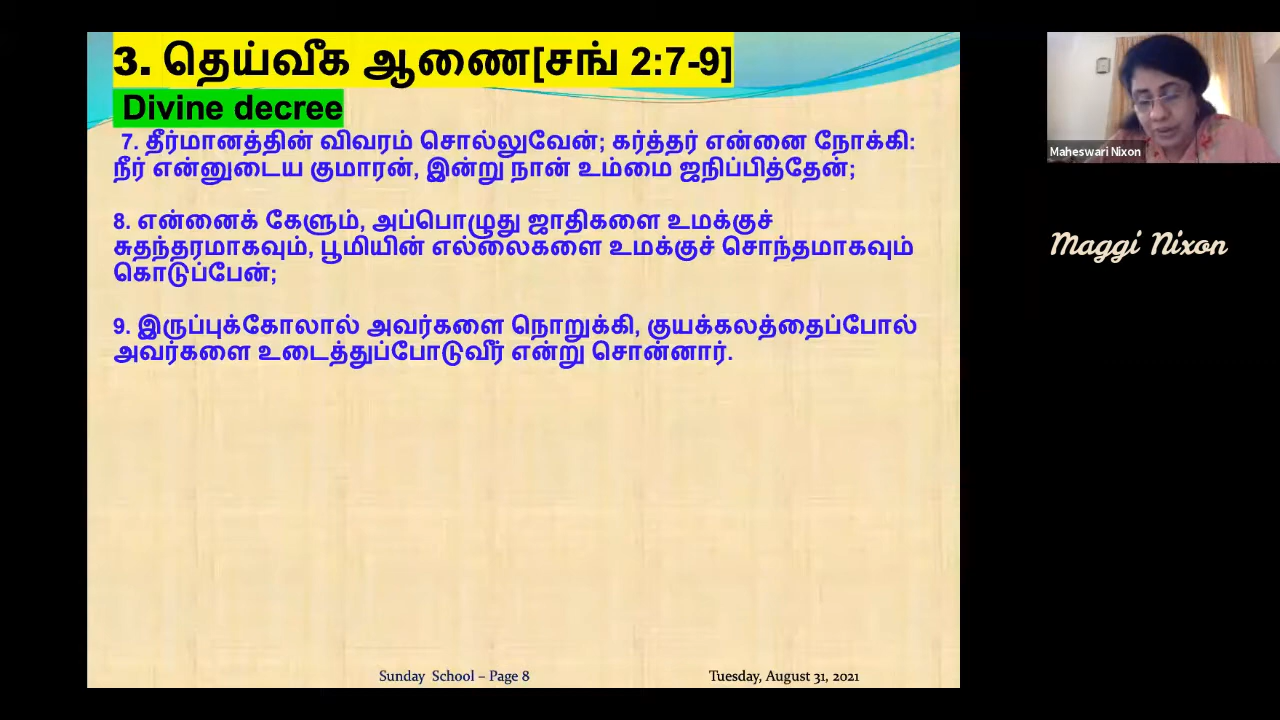 3. தெய்வீக ஆணை[சங் 2:7-9]
Divine decree
7. தீர்மானத்தின் விவரம் சொல்லுவேன்; கர்த்தர் என்னை நோக்கி:
நீர் என்னுடைய குமாரன், இன்று நான் உம்மை ஜநிப்பித்தேன்;
8. என்னைக் கேளும், அப்பொழுது ஜாதிகளை உமக்குச்
சுதந்தரமாகவும், பூமியின் எல்லைகளை உமக்குச் சொந்தமாகவும்
கொடுப்பேன்;
9. இருப்புக்கோலால் அவர்களை நொறுக்கி, குயக்கலத்தைப்போல்
அவர்களை உடைத்துப்போடுவீர் என்று சொன்னார்.
Sunday School – Page 8
Tuesday, August 31, 2021
Maheswari Nixon
Maggi Nixon